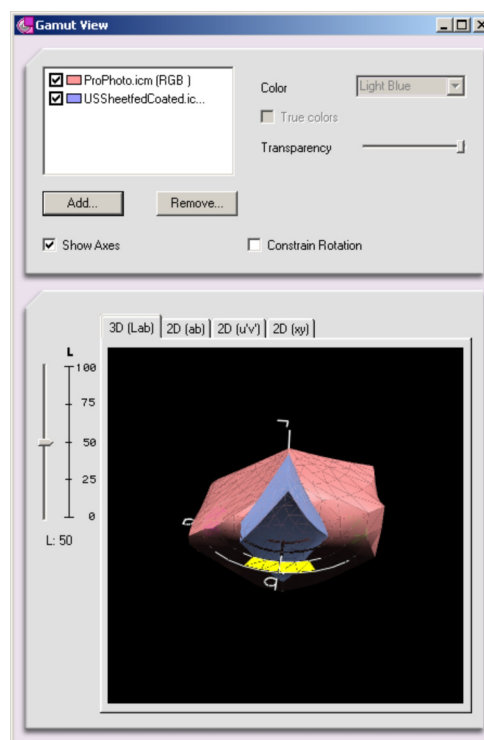 Gamut View
ProPhoto.icm (RGB )
USSheetfedCoated.ic...
Color
Light Blue
True colors
Transparency
Add...
Remove...
Show Axes
Constrain Rotation
3D (Lab)
2D (ab)
2D (u'v')
2D (xy)
L
100
75
50
25
0
L: 50
L
a
b